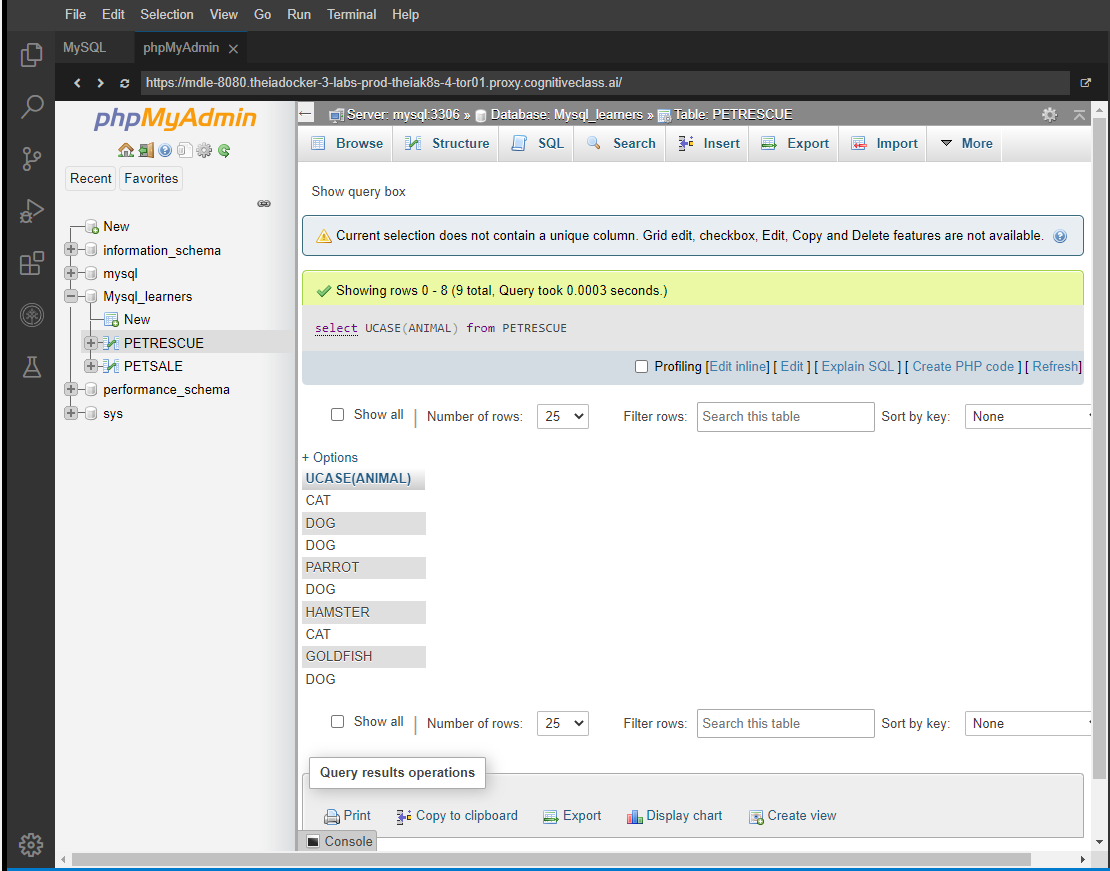 File Edit Selection View Go Run Terminal Help
MySQL phpMyAdmin
https://mdle-8080.theiadocker-3-labs-prod-theiak8s-4-tor01.proxy.cognitiveclass.ai/
phpMyAdmin
Recent Favorites
New
information_schema
mysql
Mysql_learners
New
PETRESCUE
PETSALE
performance_schema
sys
Server: mysql:3306 » Database: Mysql_learners » Table: PETRESCUE
Browse Structure SQL Search Insert Export Import More
Show query box
Current selection does not contain a unique column. Grid edit, checkbox, Edit, Copy and Delete features are not available.
Showing rows 0 - 8 (9 total, Query took 0.0003 seconds.)
select UCASE(ANIMAL) from PETRESCUE
Profiling [Edit inline] [ Edit ] [ Explain SQL ] [ Create PHP code ] [ Refresh]
Show all | Number of rows: 25 Filter rows: Search this table Sort by key: None
+ Options
UCASE(ANIMAL)
CAT
DOG
DOG
PARROT
DOG
HAMSTER
CAT
GOLDFISH
DOG
Show all | Number of rows: 25 Filter rows: Search this table Sort by key: None
Query results operations
Print Copy to clipboard Export Display chart Create view
Console